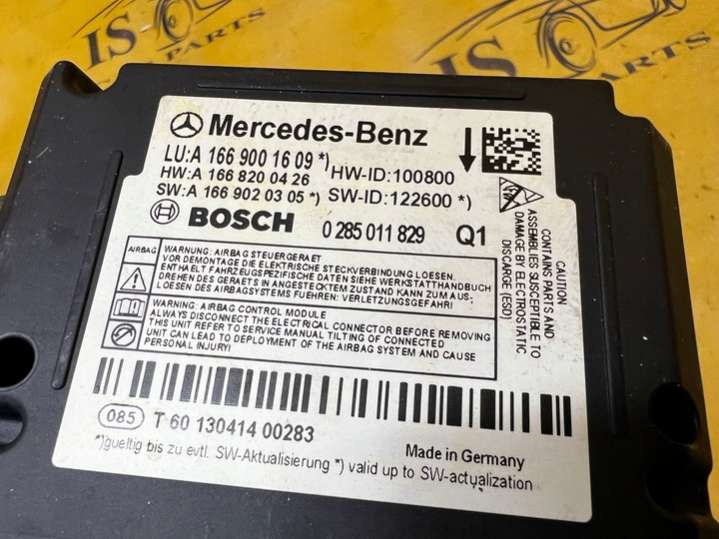 IS
PARTS
IS
PARTS
Mercedes-Benz
LU:A 166 900 16 09 *)
HW-ID:100800
HW:A 166 820 04 26
SW:A 166 902 03 05 *)
SW-ID:122600 *)
BOSCH
0 285 011 829
Q1
AIRBAG
WARNUNG: AIRBAG STEUERGERAET
VOR DEMONTAGE DIE ELEKTRISCHE STECKVERBINDUNG LOESEN.
ENTHAELT FAHRZEUGSPEZIFISCHE DATEN SIEHE WERKSTATTHANDBUCH
DREHEN DES GERAETS IN ANGESTECKTEM ZUSTAND KANN ZUM AUS-
LOESEN DES AIRBAGSYSTEMS FUEHREN: VERLETZUNGSGEFAHR!
WARNING: AIRBAG CONTROL MODULE
ALWAYS DISCONNECT THE ELECTRICAL CONNECTOR BEFORE REMOVING
THIS UNIT REFER TO SERVICE MANUAL TILTING OF CONNECTED
UNIT CAN LEAD TO DEPLOYMENT OF THE AIRBAG SYSTEM AND CAUSE
PERSONAL INJURY!
CAUTION
CONTAINS PARTS AND
ASSEMBLIES SUSCEPTIBLE TO
DAMAGE BY ELECTROSTATIC
DISCHARGE (ESD)
085
T 60 130414 00283
Made in Germany
*)gueltig bis zu evtl. SW-Aktualisierung *) valid up to SW-actualization